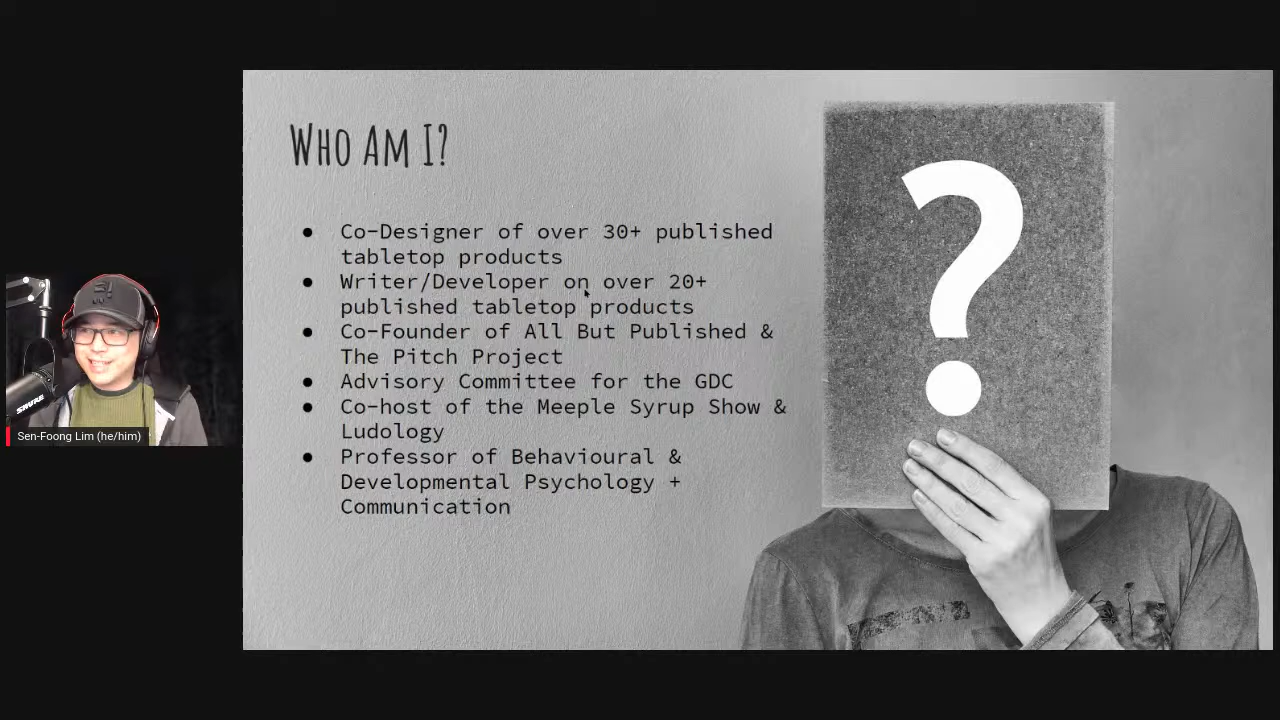 Who Am I?
● Co-Designer of over 30+ published
tabletop products
● Writer/Developer on over 20+
published tabletop products
● Co-Founder of All But Published &
The Pitch Project
● Advisory Committee for the GDC
● Co-host of the Meeple Syrup Show &
Ludology
● Professor of Behavioural &
Developmental Psychology +
Communication
?
SHURE
Sen-Foong Lim (he/him)